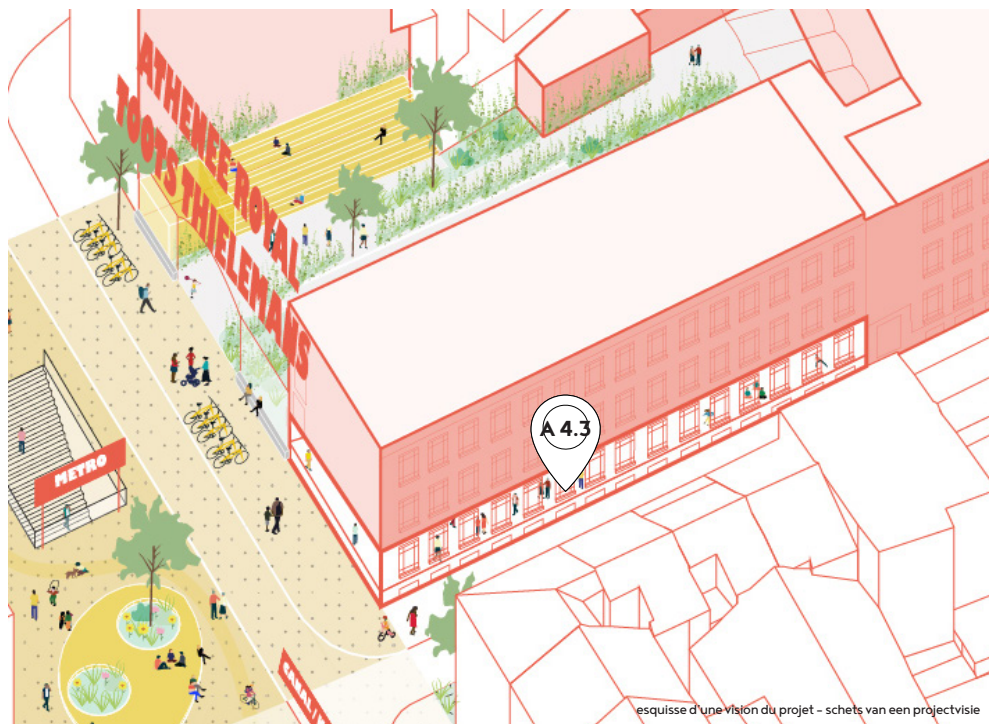 ATHENEE ROYAL
TOOTS THIELEMANS
A 4.3
METRO
esquisse d'une vision du projet – schets van een projectvisie